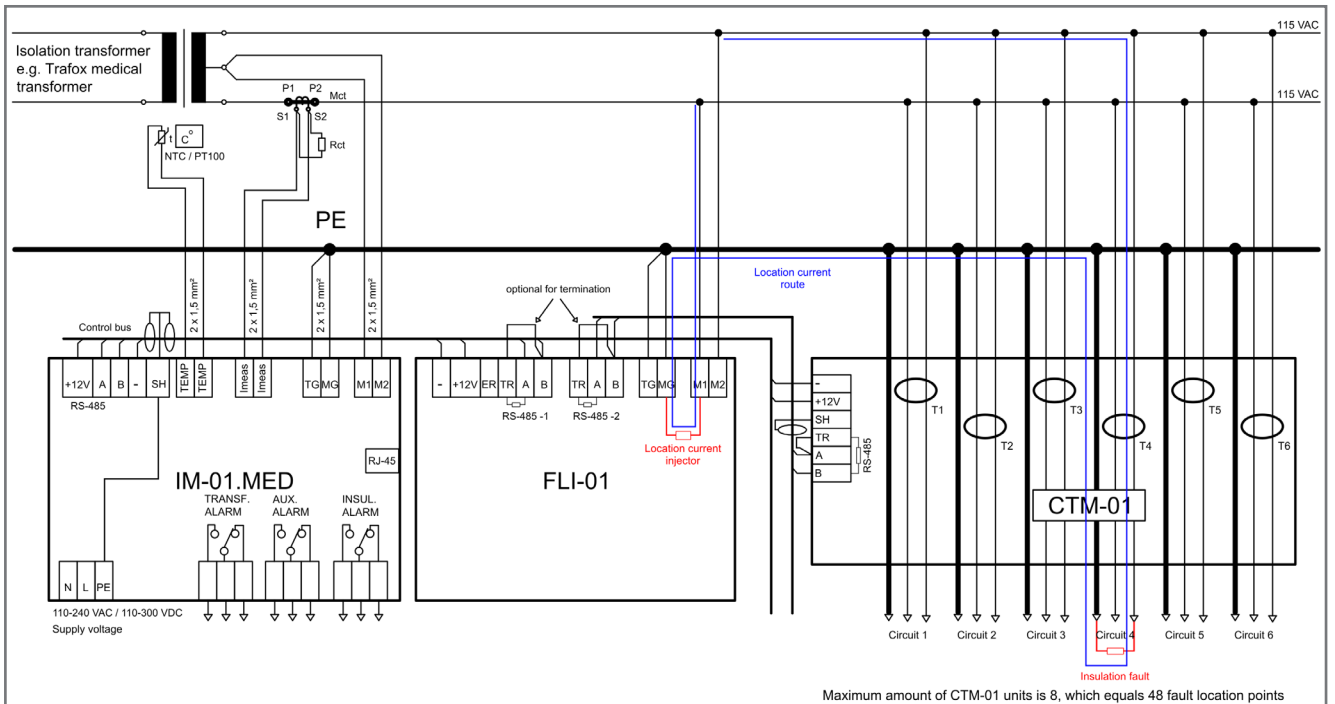 115 VAC
Isolation transformer
e.g. Trafox medical
transformer
P1 P2
Mct
115 VAC
S1 S2
Rct
t
C°
NTC / PT100
PE
Location current
route
2 x 1,5 mm²
2 x 1,5 mm²
2 x 1,5 mm²
2 x 1,5 mm²
optional for termination
Control bus
+12V A B - SH TEMP TEMP Imeas Imeas TG MG M1 M2
RS-485
- +12V ER TR A B TR A B TG MG M1 M2
RS-485 -1 RS-485 -2
Location current
injector
-
+12V
SH
TR
A
B
RS-485
T1
T2
T3
T4
T5
T6
RJ-45
IM-01.MED
FLI-01
CTM-01
TRANSF.
ALARM
AUX.
ALARM
INSUL.
ALARM
N L PE
110-240 VAC / 110-300 VDC
Supply voltage
Circuit 1 Circuit 2 Circuit 3 Circuit 4 Circuit 5 Circuit 6
Insulation fault
Maximum amount of CTM-01 units is 8, which equals 48 fault location points